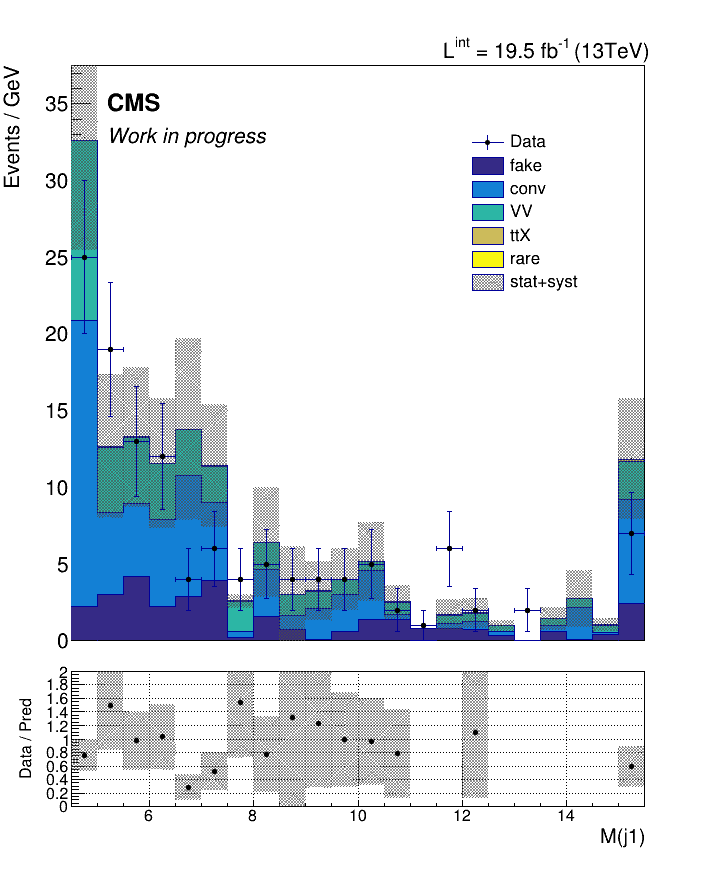 L^int = 19.5 fb^-1 (13TeV)
Events / GeV
CMS
Work in progress
Data
fake
conv
VV
ttX
rare
stat+syst
35
30
25
20
15
10
5
0
Data / Pred
2
1.8
1.6
1.4
1.2
1
0.8
0.6
0.4
0.2
0
6 8 10 12 14
M(j1)